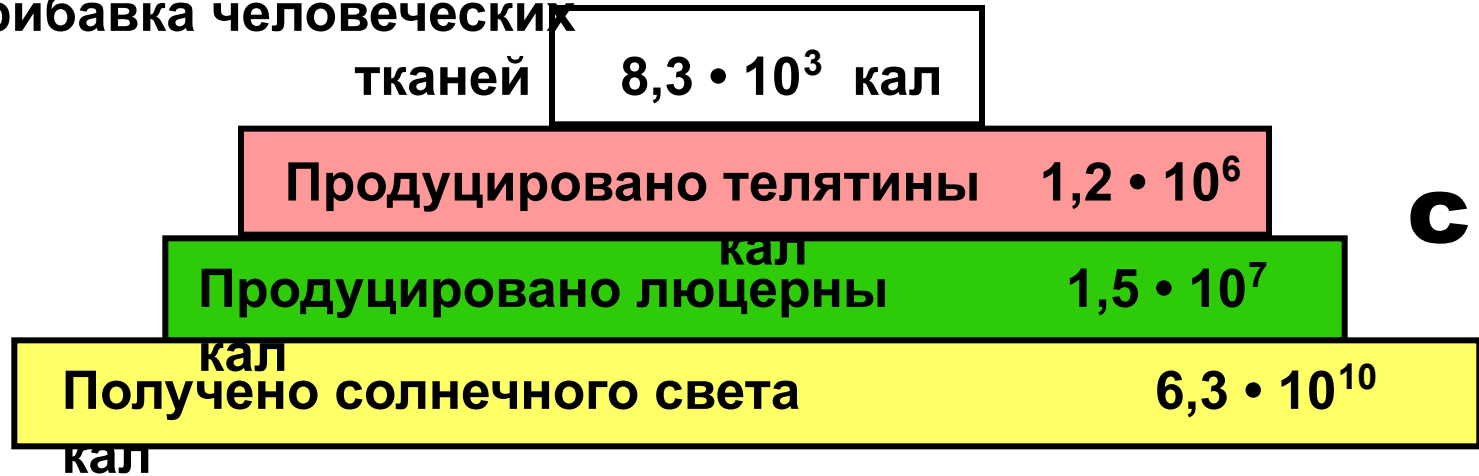 рибавка человеческих
тканей 8,3 • 10³ кал
Продуцировано телятины 1,2 • 10⁶
кал
с
Продуцировано люцерны 1,5 • 10⁷
кал
Получено солнечного света 6,3 • 10¹⁰
кал